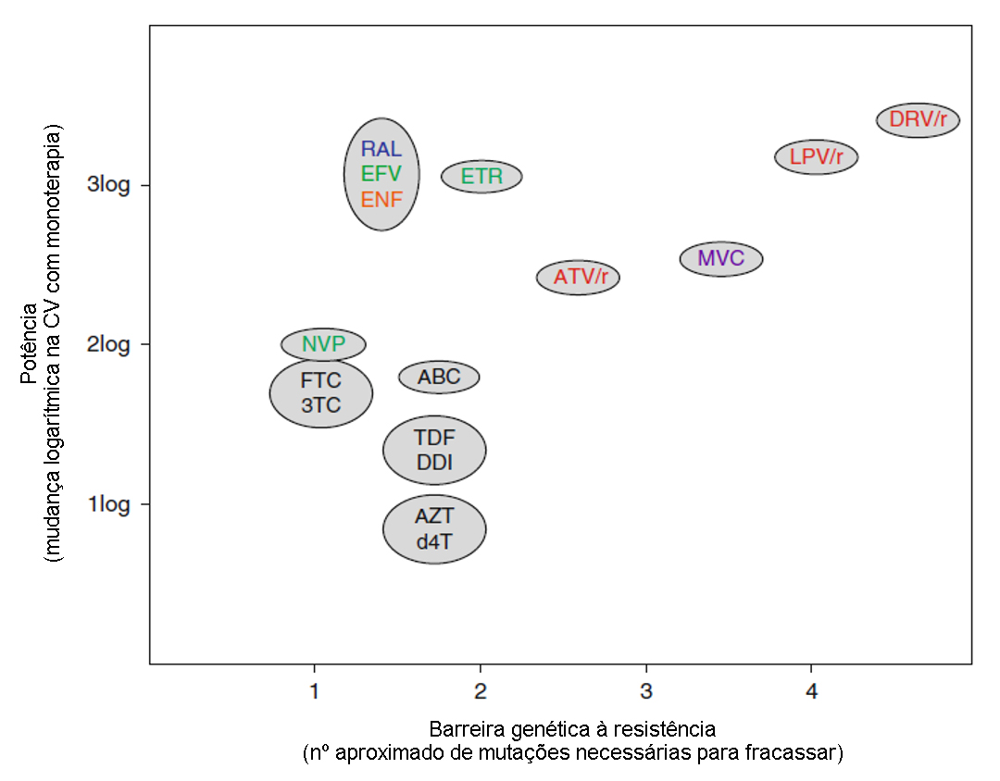 Potência
(mudança logarítmica na CV com monoterapia)
3log
2log
1log
RAL
EFV
ENF
ETR
DRV/r
LPV/r
MVC
ATV/r
NVP
FTC
3TC
ABC
TDF
DDI
AZT
d4T
1
2
3
4
Barreira genética à resistência
(nº aproximado de mutações necessárias para fracassar)